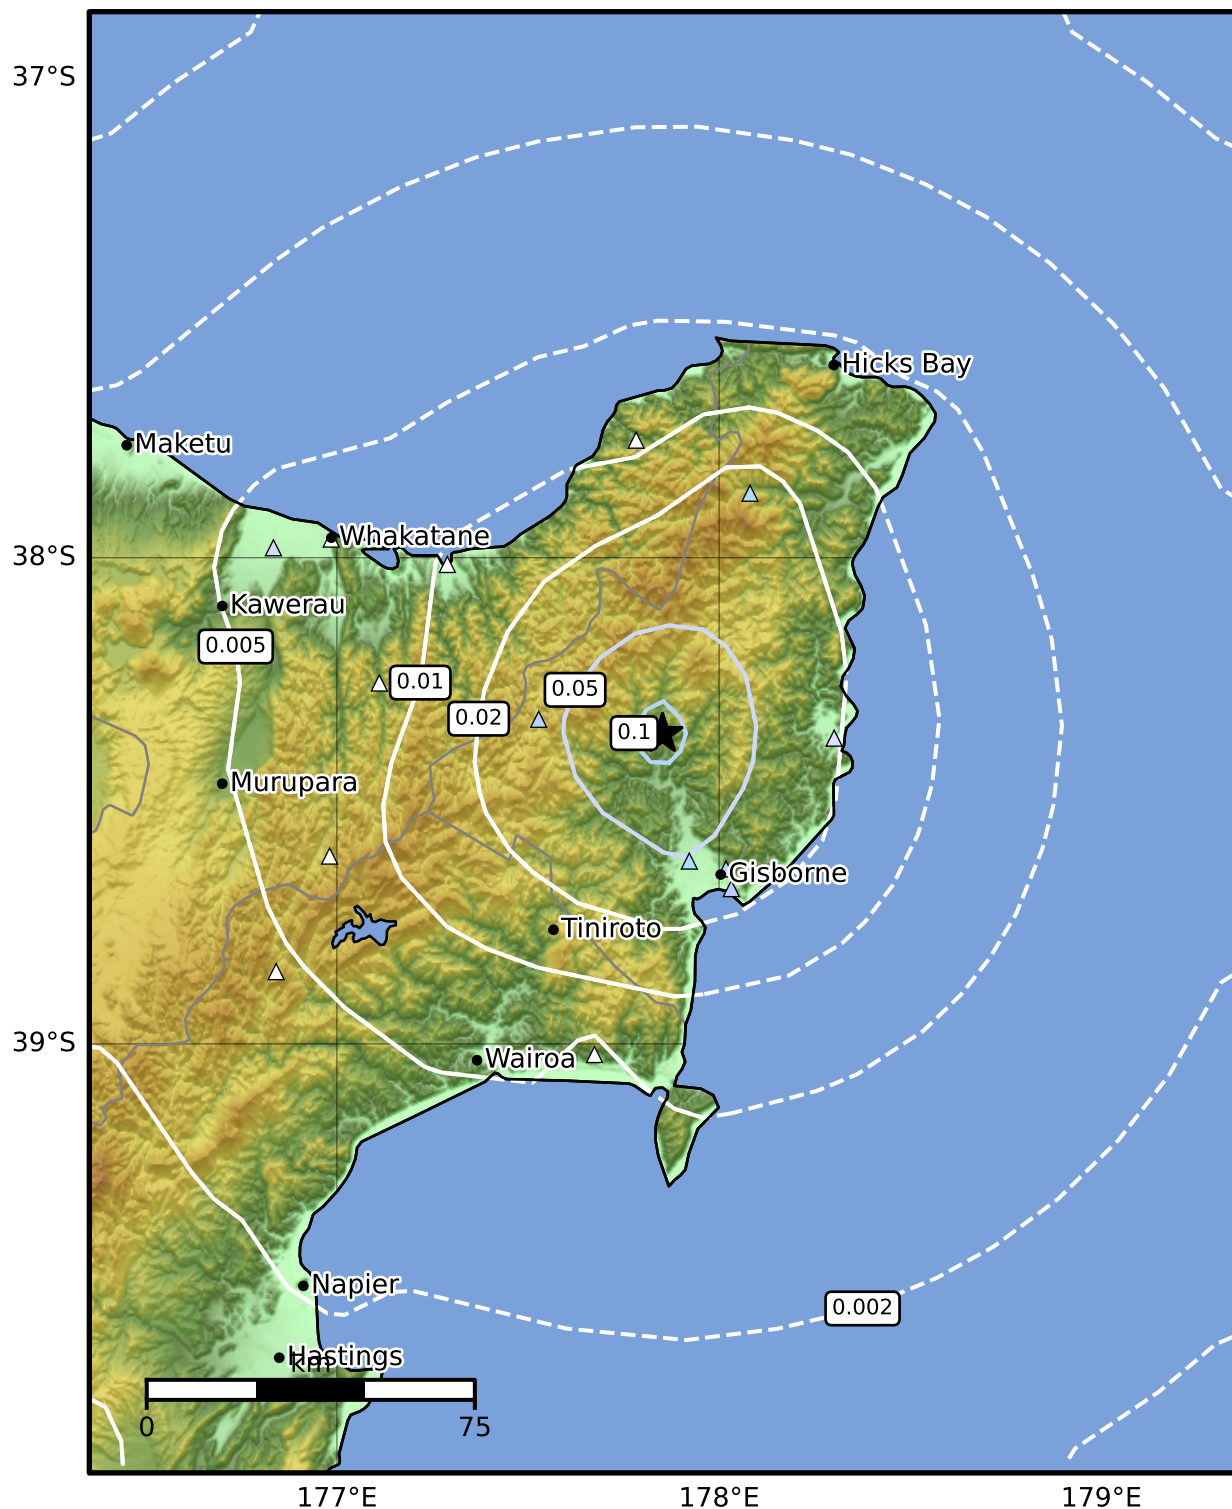 37°S
Hicks Bay
Maketu
Whakatane
38°S
Kawerau
0.005
0.01
0.05
0.02
0.1
Murupara
Gisborne
Tiniroto
39°S
Wairoa
Napier
0.002
Hastings
km
0 75
177°E 178°E 179°E